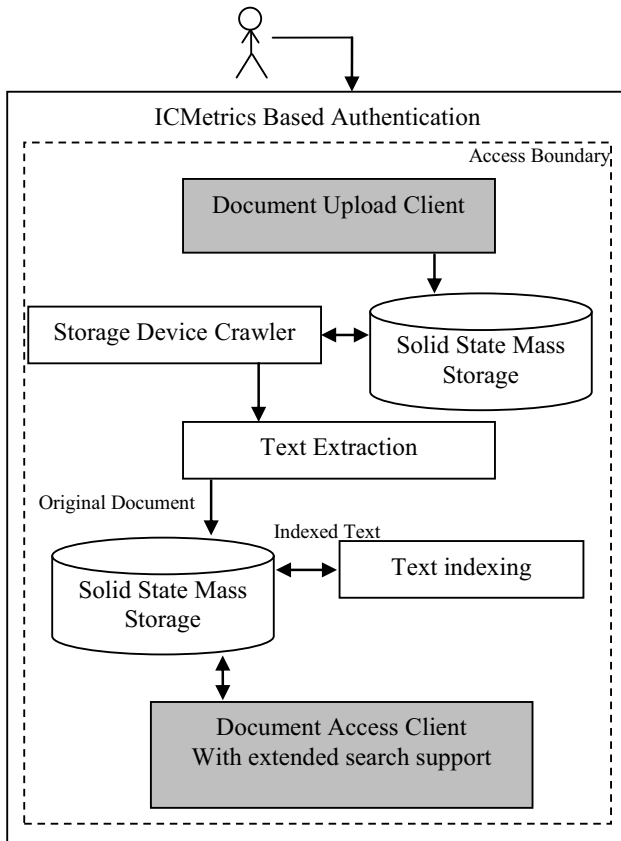 ICMetrics Based Authentication
Access Boundary
Document Upload Client
Storage Device Crawler
Solid State Mass
Storage
Text Extraction
Original Document
Indexed Text
Solid State Mass
Storage
Text indexing
Document Access Client
With extended search support